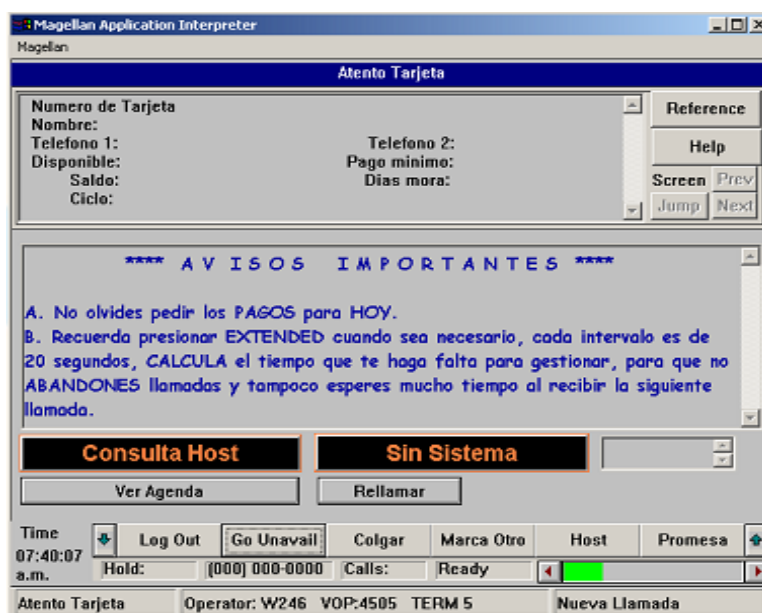 Magellan Application Interpreter
Magellan
Atento Tarjeta
Numero de Tarjeta
Nombre:
Telefono 1: Telefono 2:
Disponible: Pago minimo:
Saldo: Dias mora:
Ciclo:
Reference
Help
Screen Prev
Jump Next
**** A V I S O S I M P O R T A N T E S ****
A. No olvides pedir los PAGOS para HOY.
B. Recuerda presionar EXTENDED cuando sea necesario, cada intervalo es de
20 segundos, CALCULA el tiempo que te haga falta para gestionar, para que no
ABANDONES llamadas y tampoco esperes mucho tiempo al recibir la siguiente
llamada.
Consulta Host Sin Sistema
Ver Agenda Rellamar
Time
07:40:07
a.m.
Log Out Go Unavail Colgar Marca Otro Host Promesa
Hold: (000) 000-0000 Calls: Ready
Atento Tarjeta Operator: W246 VOP:4505 TERM 5 Nueva Llamada